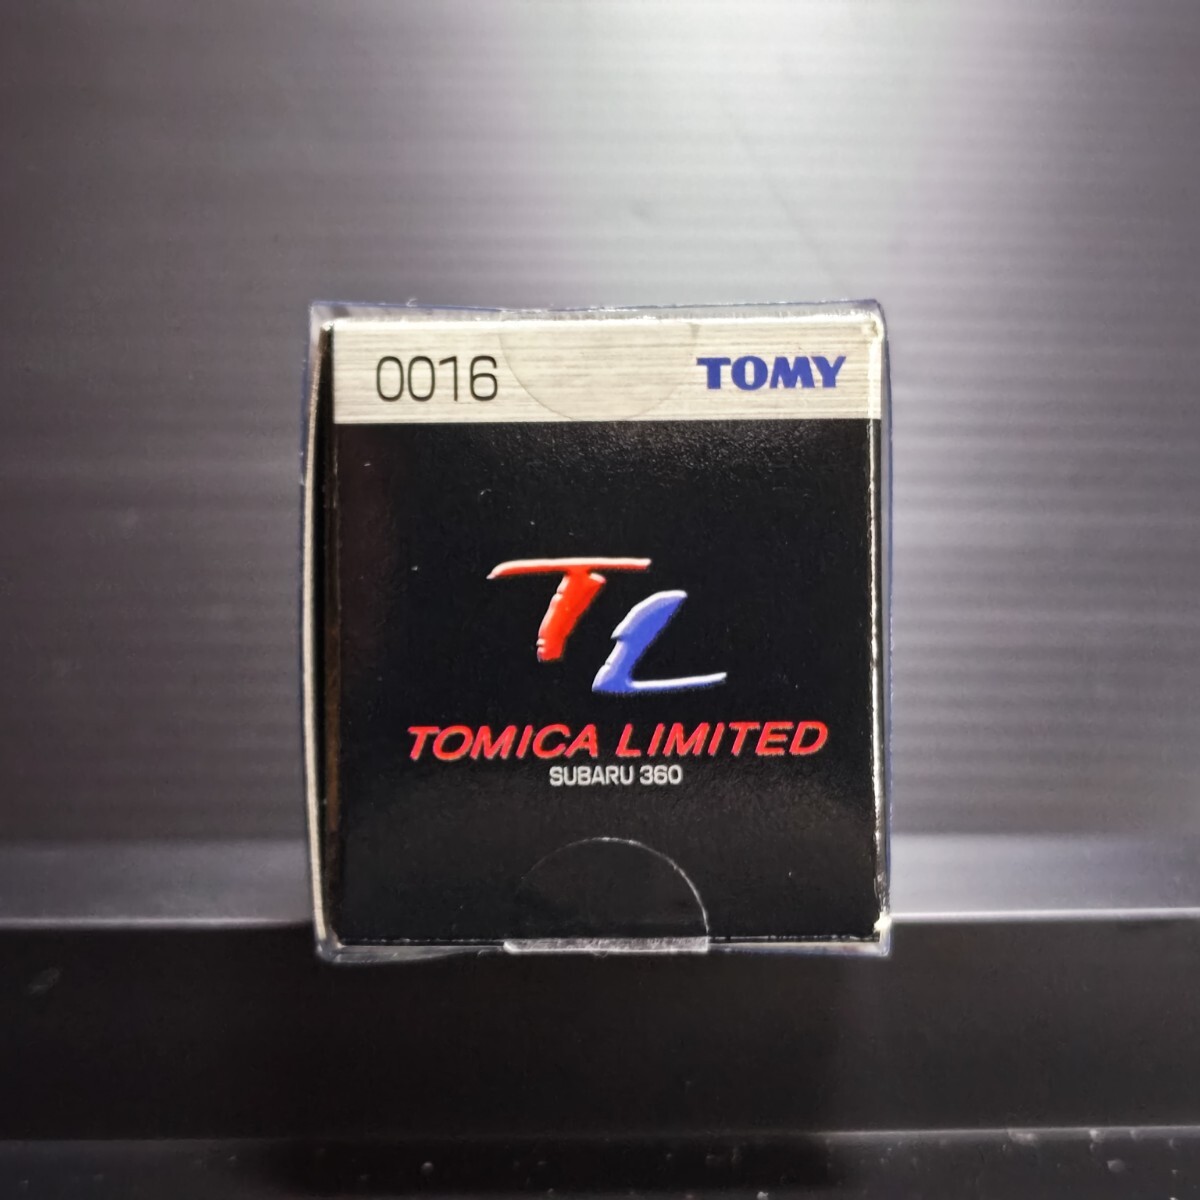 0016 TOMY
TL
TOMICA LIMITED
SUBARU 360